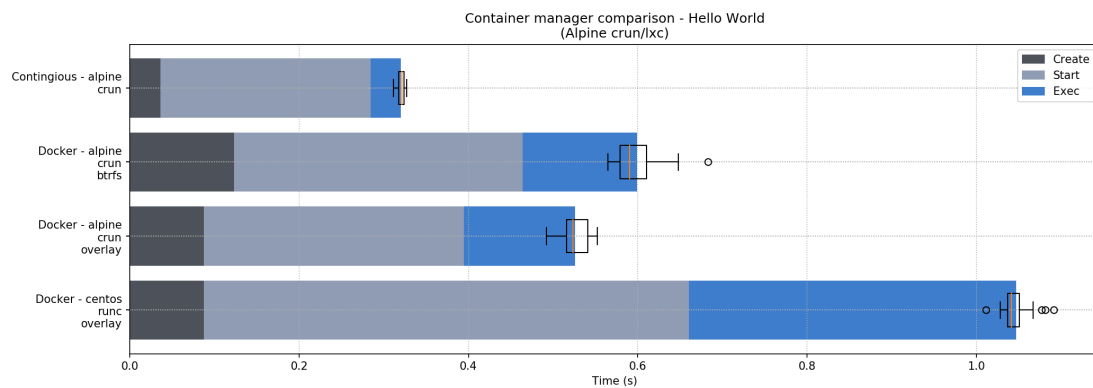 Container manager comparison - Hello World
(Alpine crun/lxc)
Contingious - alpine
crun
Docker - alpine
crun
btrfs
Docker - alpine
crun
overlay
Docker - centos
runc
overlay
Create
Start
Exec
0.0
0.2
0.4
0.6
0.8
1.0
Time (s)